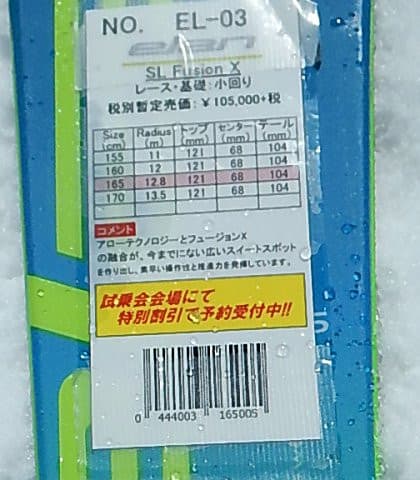 NO. EL-03
elan
SL Fusion X
レース・基礎:小回り
税別暫定売価:￥105,000+税
Size (cm) Radius (m) トップ (mm) センター (mm) テール (mm)
155 11 121 68 104
160 12 121 68 104
165 12.8 121 68 104
170 13.5 121 68 104
コメント
アローテクノロジーとフュージョンX
の融合が、今までにない広いスイートスポット
を作り出し、素早い操作性と推進力を発揮しています。
試乗会会場にて
特別割引で予約受付中!!
0 444003 165005